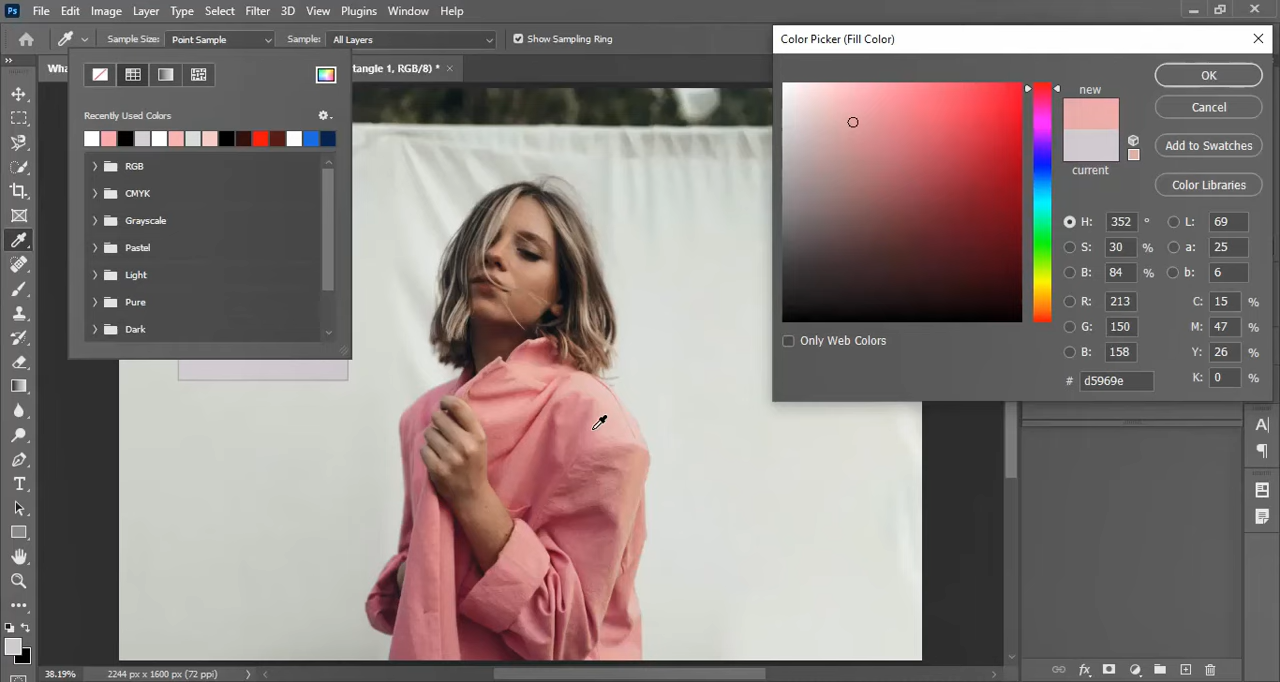 Ps File Edit Image Layer Type Select Filter 3D View Plugins Window Help
Sample Size: Point Sample Sample: All Layers Show Sampling Ring
Wha
tangle 1, RGB/8) * ×
Recently Used Colors
RGB
CMYK
Grayscale
Pastel
Light
Pure
Dark
Color Picker (Fill Color)
new
current
OK
Cancel
Add to Swatches
Color Libraries
H: 352 ° L: 69
S: 30 % a: 25
B: 84 % b: 6
R: 213 C: 15 %
G: 150 M: 47 %
B: 158 Y: 26 %
# d5969e K: 0 %
Only Web Colors
38.19% 2244 px x 1600 px (72 ppi)
fx